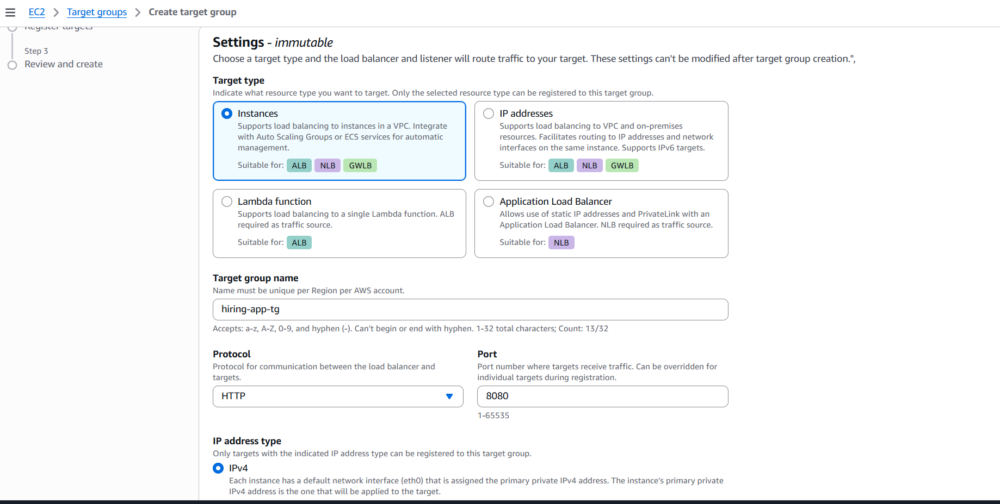 EC2 > Target groups > Create target group
Register targets
Step 3
Review and create
Settings - immutable
Choose a target type and the load balancer and listener will route traffic to your target. These settings can't be modified after target group creation.",
Target type
Indicate what resource type you want to target. Only the selected resource type can be registered to this target group.
Instances
Supports load balancing to instances in a VPC. Integrate
with Auto Scaling Groups or ECS services for automatic
management.
Suitable for: ALB NLB GWLB
IP addresses
Supports load balancing to VPC and on-premises
resources. Facilitates routing to IP addresses and network
interfaces on the same instance. Supports IPv6 targets.
Suitable for: ALB NLB GWLB
Lambda function
Supports load balancing to a single Lambda function. ALB
required as traffic source.
Suitable for: ALB
Application Load Balancer
Allows use of static IP addresses and PrivateLink with an
Application Load Balancer. NLB required as traffic source.
Suitable for: NLB
Target group name
Name must be unique per Region per AWS account.
hiring-app-tg
Accepts: a-z, A-Z, 0-9, and hyphen (-). Can't begin or end with hyphen. 1-32 total characters; Count: 13/32
Protocol
Protocol for communication between the load balancer and
targets.
HTTP
Port
Port number where targets receive traffic. Can be overridden for
individual targets during registration.
8080
1-65535
IP address type
Only targets with the indicated IP address type can be registered to this target group.
IPv4
Each instance has a default network interface (eth0) that is assigned the primary private IPv4 address. The instance's primary private
IPv4 address is the one that will be applied to the target.